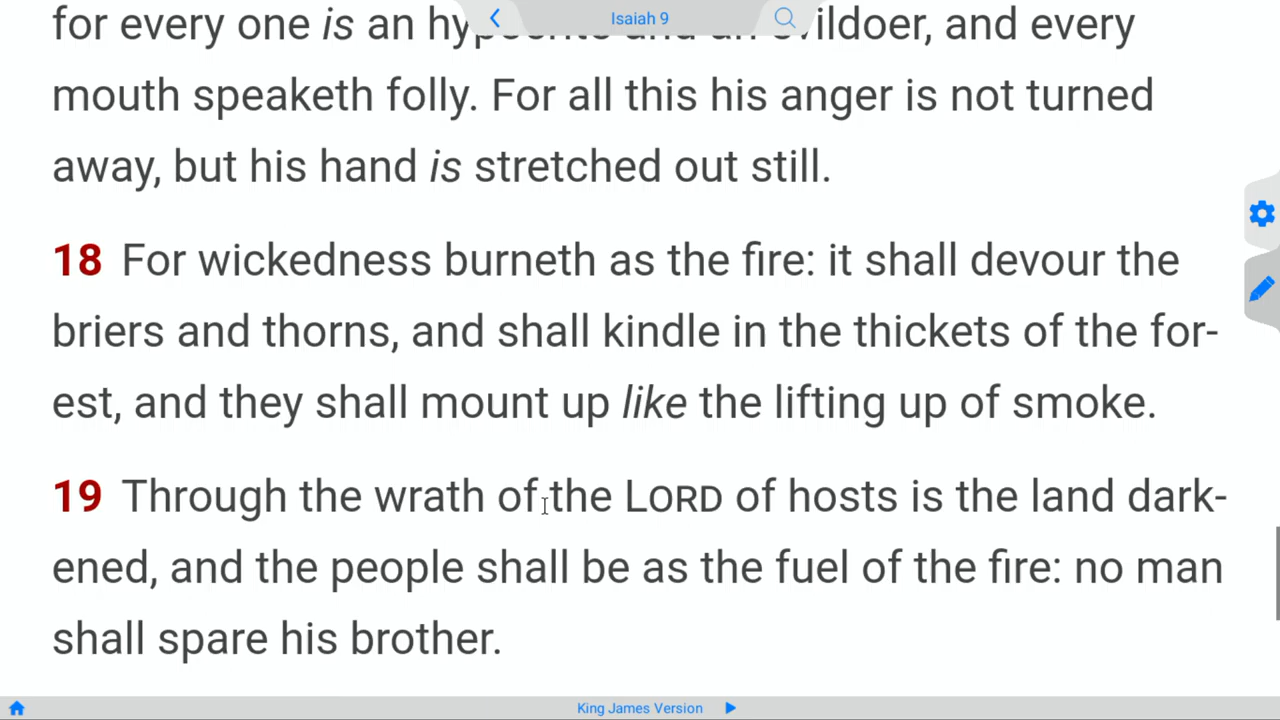 Isaiah 9
for every one is an and ildoer, and every
mouth speaketh folly. For all this his anger is not turned
away, but his hand is stretched out still.
18 For wickedness burneth as the fire: it shall devour the
briers and thorns, and shall kindle in the thickets of the for-
est, and they shall mount up like the lifting up of smoke.
19 Through the wrath of the LORD of hosts is the land dark-
ened, and the people shall be as the fuel of the fire: no man
shall spare his brother.
King James Version